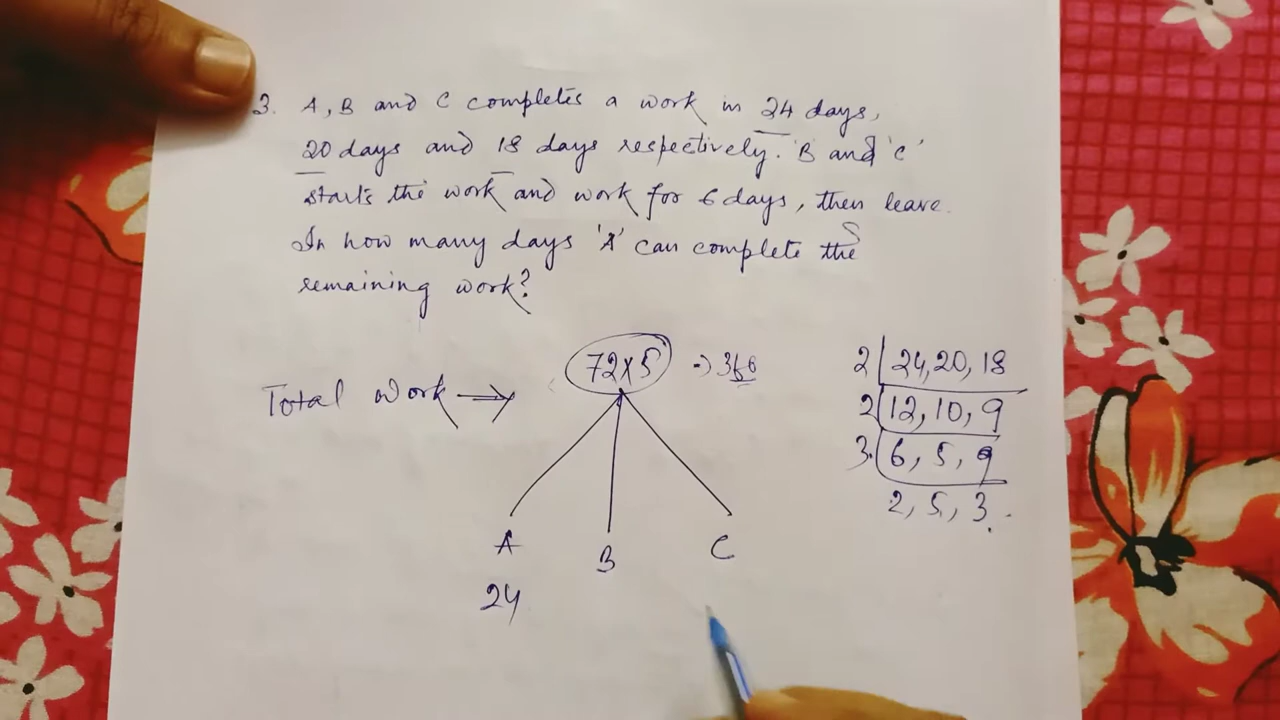 3. A, B and C completes a work in 24 days,
20 days and 18 days respectively. 'B and 'C'
starts the work and work for 6 days, then leave.
In how many days 'A' can complete the
remaining work?
Total work → 72×5 => 360
A B C
24
2 | 24, 20, 18
2 | 12, 10, 9
3 | 6, 5, 9
2, 5, 3.